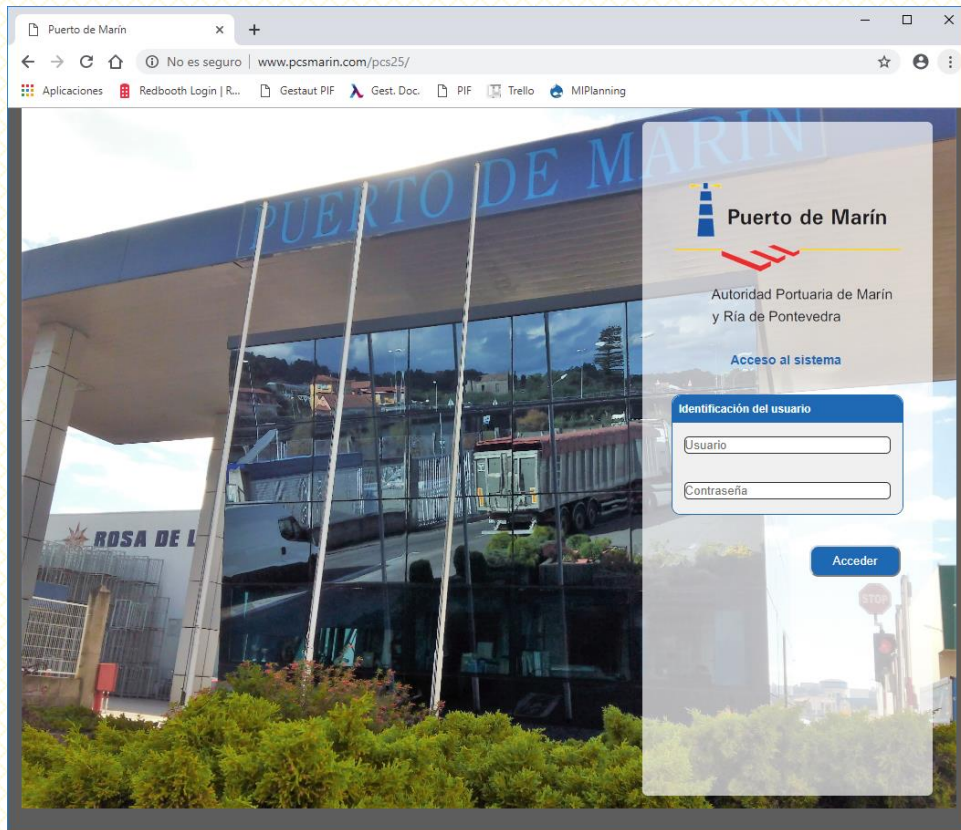 Puerto de Marín
No es seguro | www.pcsmarin.com/pcs25/
Aplicaciones Redbooth Login | R... Gestaut PIF Gest. Doc. PIF Trello MIPlanning
PUERTO DE MARIN
Puerto de Marín
Autoridad Portuaria de Marín
y Ría de Pontevedra
Acceso al sistema
Identificación del usuario
Usuario
Contraseña
Acceder
ROSA DE L
STOP